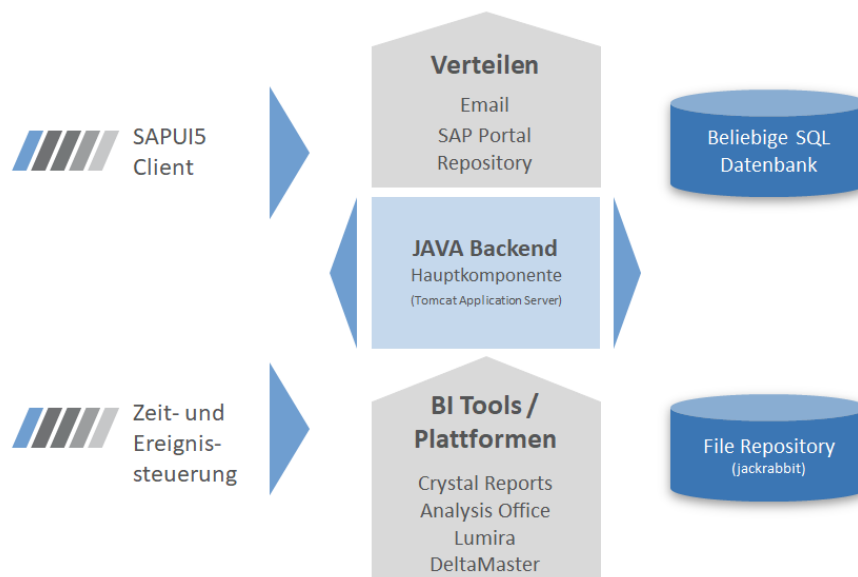 SAPUI5
Client
Verteilen
Email
SAP Portal
Repository
Beliebige SQL
Datenbank
JAVA Backend
Hauptkomponente
(Tomcat Application Server)
Zeit- und
Ereignis-
steuerung
BI Tools /
Plattformen
Crystal Reports
Analysis Office
Lumira
DeltaMaster
File Repository
(jackrabbit)